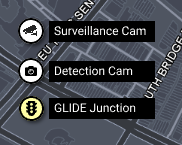 Surveillance Cam
Detection Cam
GLIDE Junction